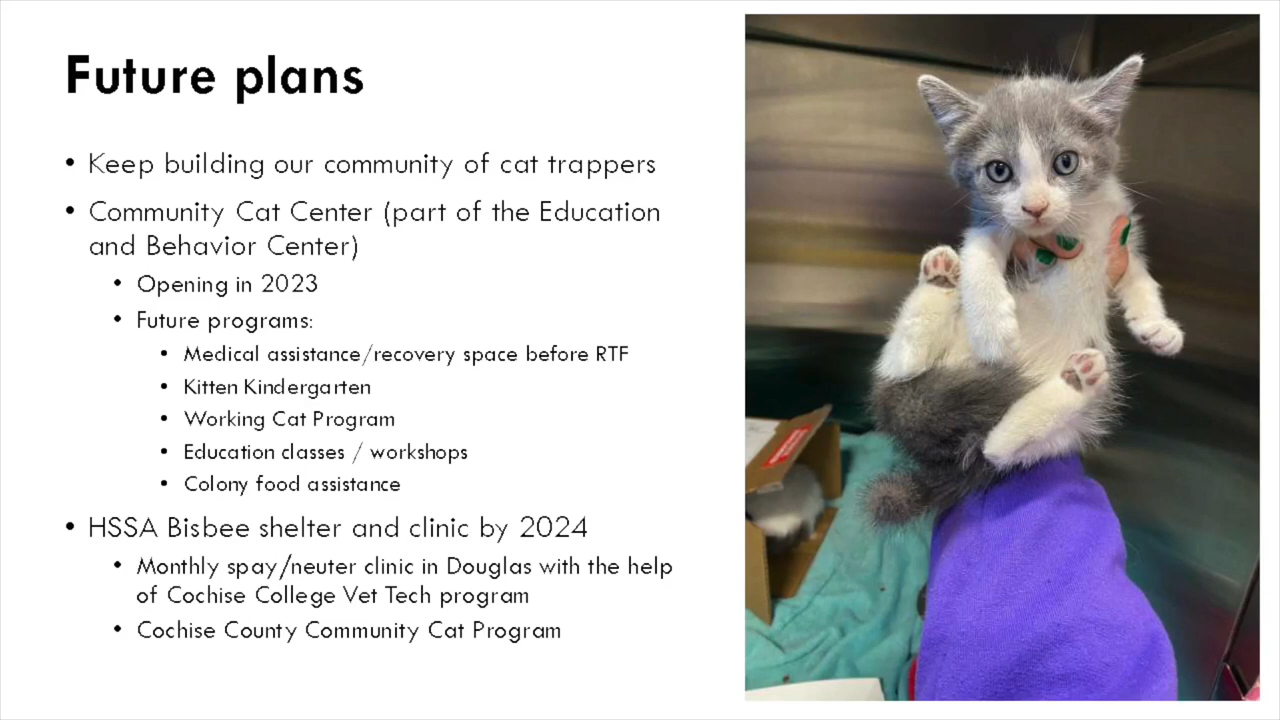 Future plans
• Keep building our community of cat trappers
• Community Cat Center (part of the Education
and Behavior Center)
• Opening in 2023
• Future programs:
• Medical assistance/recovery space before RTF
• Kitten Kindergarten
• Working Cat Program
• Education classes / workshops
• Colony food assistance
• HSSA Bisbee shelter and clinic by 2024
• Monthly spay/neuter clinic in Douglas with the help
of Cochise College Vet Tech program
• Cochise County Community Cat Program